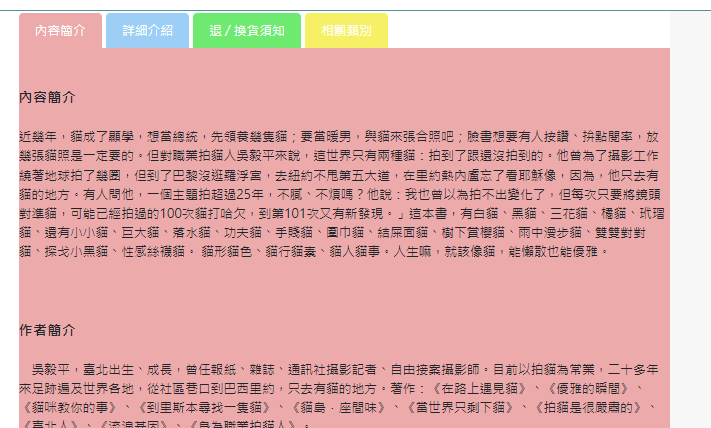 內容簡介
詳細介紹
退 / 換貨須知
相關類別
內容簡介
近幾年，貓成了顯學，想當總統，先領養幾隻貓；要當暖男，與貓來張合照吧；臉書想要有人按讚、拚點閱率，放
幾張貓照是一定要的。但對職業拍貓人吳毅平來說，這世界只有兩種貓：拍到了跟還沒拍到的。他曾為了攝影工作
繞著地球拍了幾圈，但到了巴黎沒逛羅浮宮，去紐約不甩第五大道，在里約熱內盧忘了看耶穌像，因為，他只去有
貓的地方。有人問他，一個主題拍超過25年，不膩、不煩嗎？他說：我也曾以為拍不出變化了，但每次只要將鏡頭
對準貓，可能已經拍過的100次貓打哈欠，到第101次又有新發現。」這本書，有白貓、黑貓、三花貓、橘貓、玳瑁
貓、還有小小貓、巨大貓、落水貓、功夫貓、手賤貓、圍巾貓、結屎面貓、樹下賞櫻貓、雨中漫步貓、雙雙對對
貓、探戈小黑貓、性感絲襪貓。 貓形貓色、貓行貓素、貓人貓事。人生嘛，就該像貓，能懶散也能優雅。
作者簡介
吳毅平，臺北出生、成長，曾任報紙、雜誌、通訊社攝影記者、自由接案攝影師。目前以拍貓為常業，二十多年
來足跡遍及世界各地，從社區巷口到巴西里約，只去有貓的地方。著作：《在路上遇見貓》、《優雅的瞬間》、
《貓咪教你的事》、《到里斯本尋找一隻貓》、《貓島．座間味》、《當世界只剩下貓》、《拍貓是很嚴肅的》、
《臺北人》、《流浪基因》、《身為職業拍貓人》。